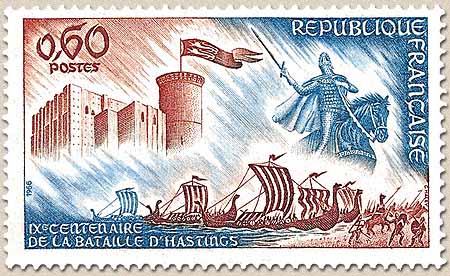 0,60
POSTES
REPUBLIQUE FRANÇAISE
1966
IXe CENTENAIRE
DE LA BATAILLE D'HASTINGS